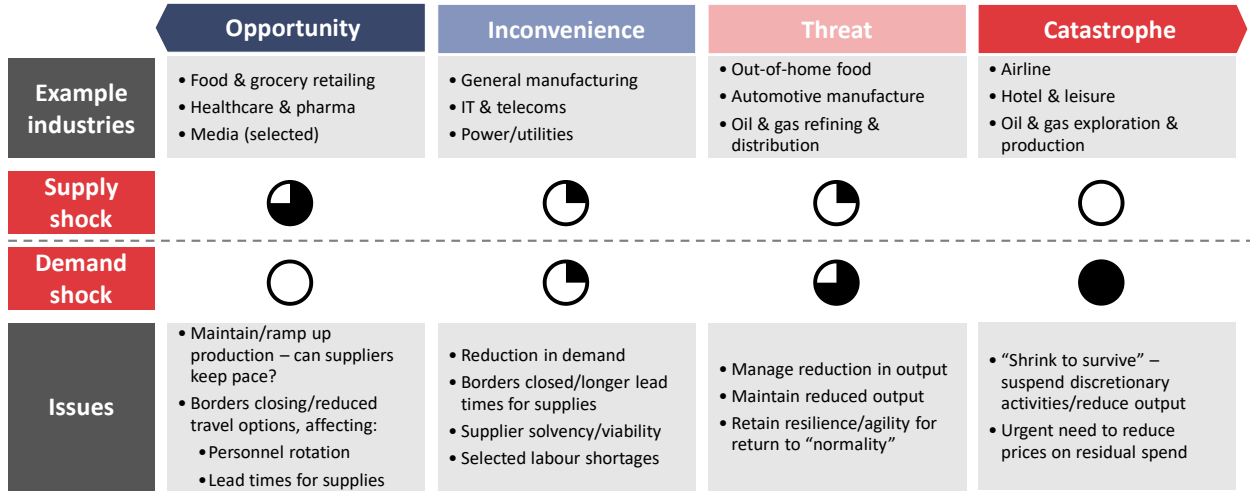 Opportunity
Inconvenience
Threat
Catastrophe
Example
industries
• Food & grocery retailing
• Healthcare & pharma
• Media (selected)
• General manufacturing
• IT & telecoms
• Power/utilities
• Out-of-home food
• Automotive manufacture
• Oil & gas refining &
distribution
• Airline
• Hotel & leisure
• Oil & gas exploration &
production
Supply
shock
Demand
shock
Issues
• Maintain/ramp up
production – can suppliers
keep pace?
• Borders closing/reduced
travel options, affecting:
• Personnel rotation
• Lead times for supplies
• Reduction in demand
• Borders closed/longer lead
times for supplies
• Supplier solvency/viability
• Selected labour shortages
• Manage reduction in output
• Maintain reduced output
• Retain resilience/agility for
return to “normality”
• “Shrink to survive” –
suspend discretionary
activities/reduce output
• Urgent need to reduce
prices on residual spend